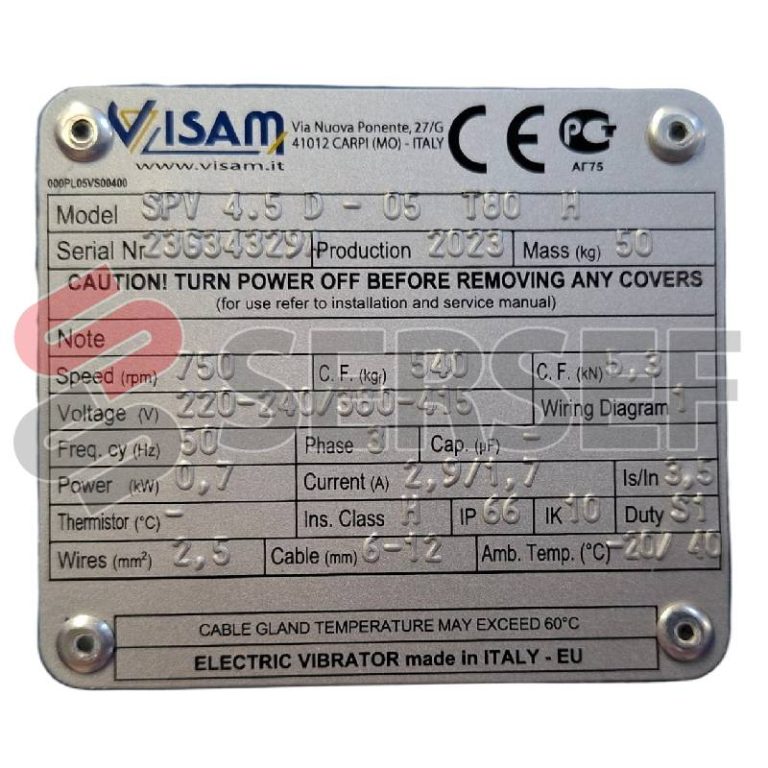 VISAM
Via Nuova Ponente, 27/G
41012 CARPI (MO) - ITALY
www.visam.it
CE
РСТ
АГ75
000PL05VS00400
Model SPV 4.5 D - 05 T80 H
Serial Nr 23G34329 Production 2023 Mass (kg) 50
CAUTION! TURN POWER OFF BEFORE REMOVING ANY COVERS
(for use refer to installation and service manual)
Note
Speed (rpm) 750 C. F. (kgr) 540 C. F. (kN) 5,3
Voltage (V) 220-240/380-415 Wiring Diagram 1
Freq. cy (Hz) 50 Phase 3 Cap. (µF) -
Power (kW) 0,7 Current (A) 2,9/1,7 Is/In 3,5
Thermistor (°C) - Ins. Class H IP 66 IK 10 Duty S1
Wires (mm²) 2,5 Cable (mm) 6-12 Amb. Temp. (°C) -20/ 40
CABLE GLAND TEMPERATURE MAY EXCEED 60°C
ELECTRIC VIBRATOR made in ITALY - EU
SERSEF